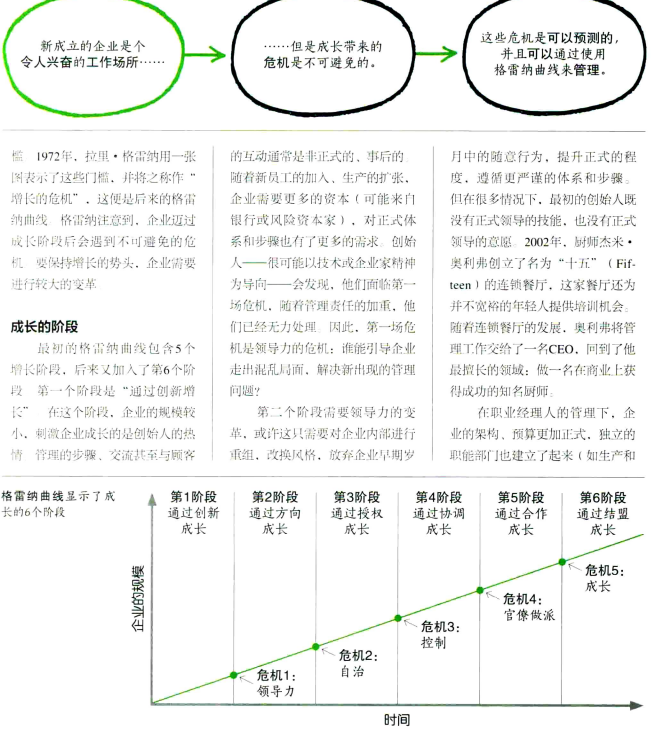 新成立的企业是个
令人兴奋的工作场所……
……但是成长带来的
危机是不可避免的。
这些危机是可以预测的，
并且可以通过使用
格雷纳曲线来管理。
槛 1972年，拉里·格雷纳用一张
图表示了这些门槛，并将之称作“
增长的危机”，这便是后来的格雷
纳曲线 格雷纳注意到，企业迈过
成长阶段后会遇到不可避免的危
机 要保持增长的势头，企业需要
进行较大的变革
成长的阶段
最初的格雷纳曲线包含5个
增长阶段，后来又加入了第6个阶
段 第一个阶段是“通过创新增
长” 在这个阶段，企业的规模较
小，刺激企业成长的是创始人的热
情 管理的步骤、交流甚至与顾客
的互动通常是非正式的、事后的
随着新员工的加入、生产的扩张，
企业需要更多的资本（可能来自
银行或风险资本家），对正式体
系和步骤也有了更多的需求 创始
人——很可能以技术或企业家精神
为导向——会发现，他们面临第一
场危机，随着管理责任的加重，他
们已经无力处理 因此，第一场危
机是领导力的危机：谁能引导企业
走出混乱局面，解决新出现的管理
问题？
第二个阶段需要领导力的变
革，或许这只需要对企业内部进行
重组，改换风格，放弃企业早期岁
月中的随意行为，提升正式的程
度，遵循更严谨的体系和步骤
但在很多情况下，最初的创始人既
没有正式领导的技能，也没有正式
领导的意愿 2002年，厨师杰米·
奥利弗创立了名为“十五”（Fif-
teen）的连锁餐厅，这家餐厅还为
并不宽裕的年轻人提供培训机会
随着连锁餐厅的发展，奥利弗将管
理工作交给了一名CEO，回到了他
最擅长的领域：做一名在商业上获
得成功的知名厨师
在职业经理人的管理下，企
业的架构、预算更加正式，独立的
职能部门也建立了起来（如生产和
格雷纳曲线显示了成
长的6个阶段
企业的规模
第1阶段
通过创新
成长
第2阶段
通过方向
成长
第3阶段
通过授权
成长
第4阶段
通过协调
成长
第5阶段
通过合作
成长
第6阶段
通过结盟
成长
危机1：
领导力
危机2：
自治
危机3：
控制
危机4：
官僚做派
危机5：
成长
时间